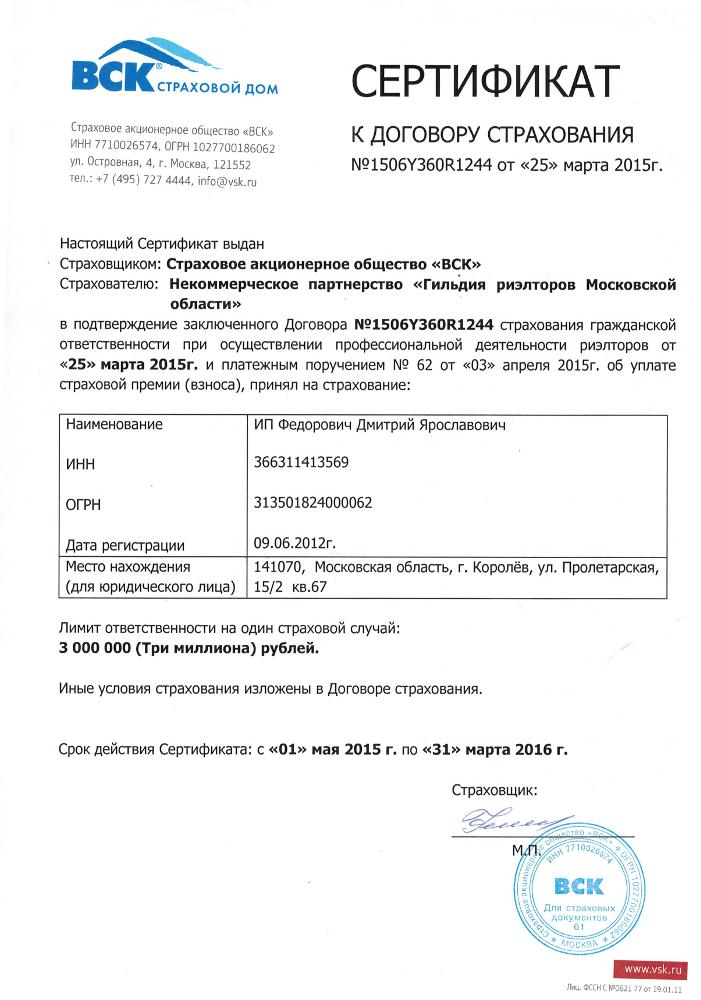 ВСК® СТРАХОВОЙ ДОМ
Страховое акционерное общество «ВСК»
ИНН 7710026574, ОГРН 1027700186062
ул. Островная, 4, г. Москва, 121552
тел.: +7 (495) 727 4444, info@vsk.ru
СЕРТИФИКАТ
К ДОГОВОРУ СТРАХОВАНИЯ
№1506Y360R1244 от «25» марта 2015г.
Настоящий Сертификат выдан
Страховщиком: Страховое акционерное общество «ВСК»
Страхователю: Некоммерческое партнерство «Гильдия риэлторов Московской
области»
в подтверждение заключенного Договора №1506Y360R1244 страхования гражданской
ответственности при осуществлении профессиональной деятельности риэлторов от
«25» марта 2015г. и платежным поручением № 62 от «03» апреля 2015г. об уплате
страховой премии (взноса), принял на страхование:
Наименование ИП Федорович Дмитрий Ярославович
ИНН 366311413569
ОГРН 313501824000062
Дата регистрации 09.06.2012г.
Место нахождения 141070, Московская область, г. Королёв, ул. Пролетарская,
(для юридического лица) 15/2 кв.67
Лимит ответственности на один страховой случай:
3 000 000 (Три миллиона) рублей.
Иные условия страхования изложены в Договоре страхования.
Срок действия Сертификата: с «01» мая 2015 г. по «31» марта 2016 г.
Страховщик:
М.П.
Страховое акционерное общество «ВСК» * ОГРН 1027700186062 * МОСКВА *
ИНН 7710026574
ВСК
Для страховых
документов
61
www.vsk.ru
Лиц. ФССН С №0621 77 от 19.01.11